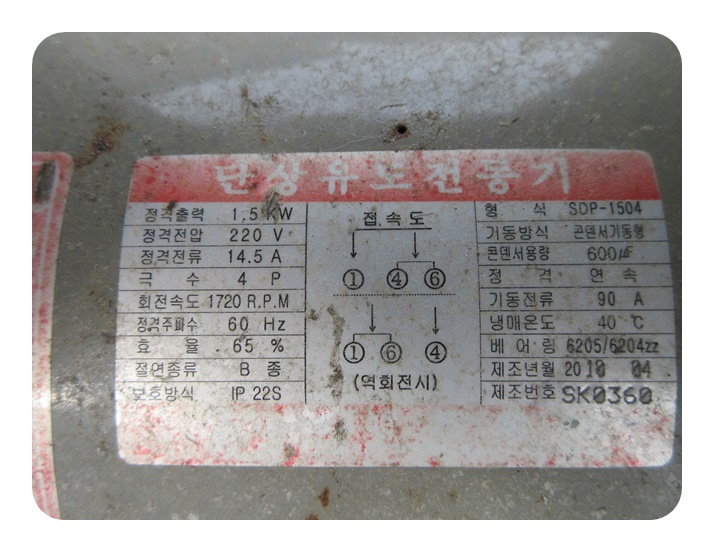 단상유도전동기
정격출력 1.5 KW
정격전압 220 V
정격전류 14.5 A
극 수 4 P
회전속도 1720 R.P.M
정격주파수 60 Hz
효 율 65 %
절연종류 B 종
보호방식 IP 22S
접 속 도
① ④ ⑥
① ⑥ ④
(역회전시)
형 식 SDP-1504
기동방식 콘덴서기동형
콘덴서용량 600㎌
정 격 연 속
기동전류 90 A
냉매온도 40 ℃
베 어 링 6205/6204zz
제조년월 2010 04
제조번호 SK0360